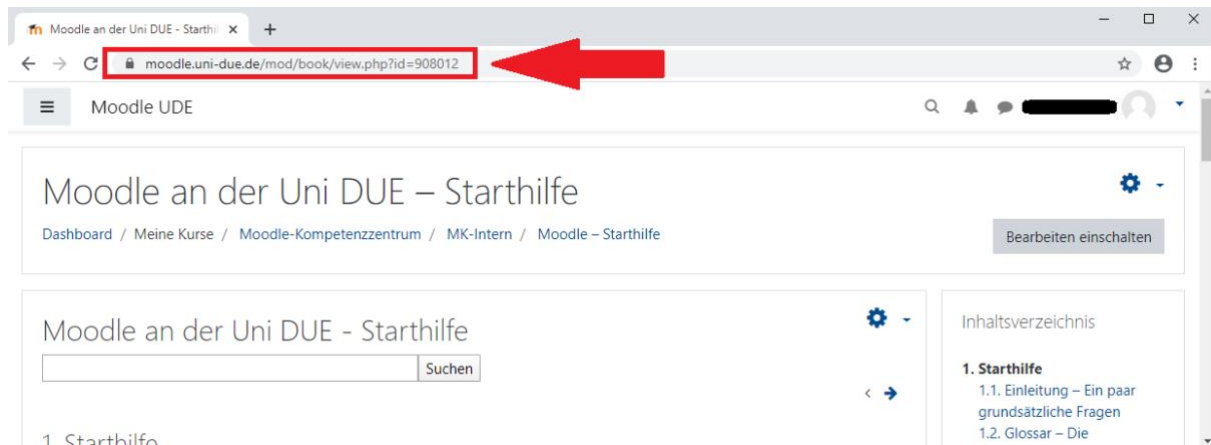 Moodle an der Uni DUE - Starthil
moodle.uni-due.de/mod/book/view.php?id=908012
Moodle UDE
Moodle an der Uni DUE – Starthilfe
Dashboard / Meine Kurse / Moodle-Kompetenzzentrum / MK-Intern / Moodle – Starthilfe
Bearbeiten einschalten
Moodle an der Uni DUE - Starthilfe
Suchen
1. Starthilfe
Inhaltsverzeichnis
1. Starthilfe
1.1. Einleitung – Ein paar
grundsätzliche Fragen
1.2. Glossar – Die